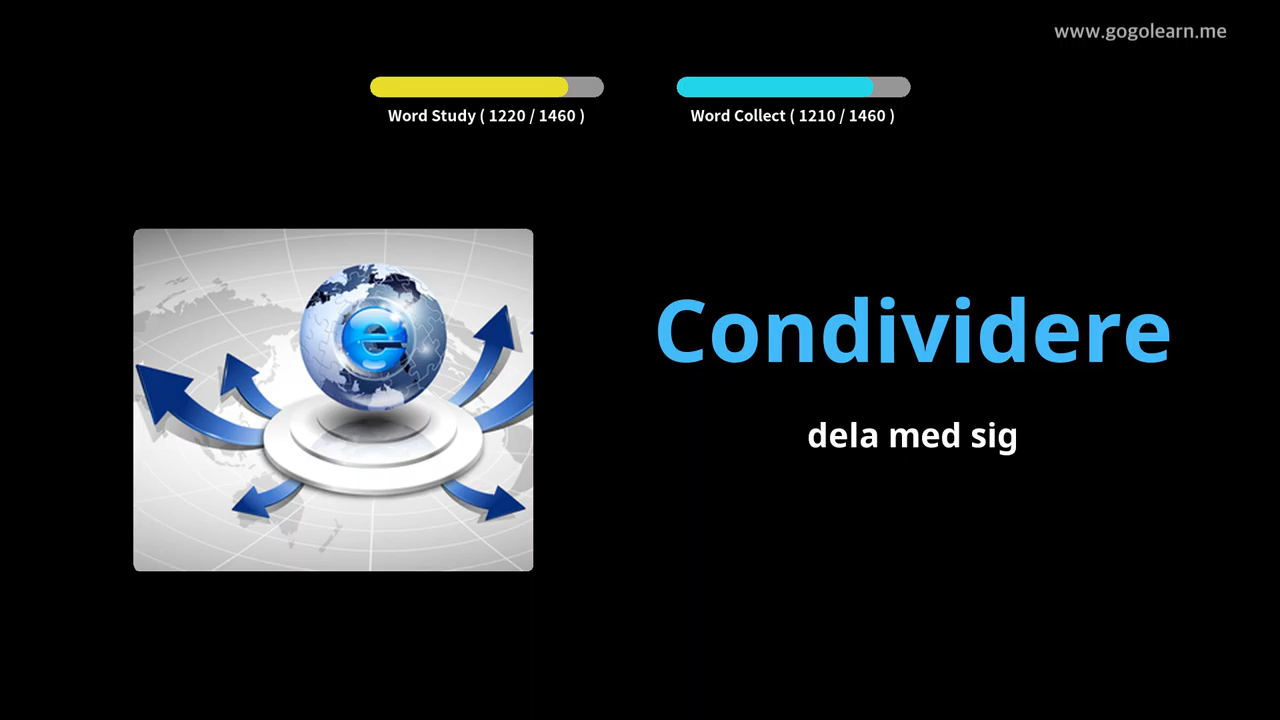 www.gogolearn.me
Word Study ( 1220 / 1460 )
Word Collect ( 1210 / 1460 )
e
Condividere
dela med sig